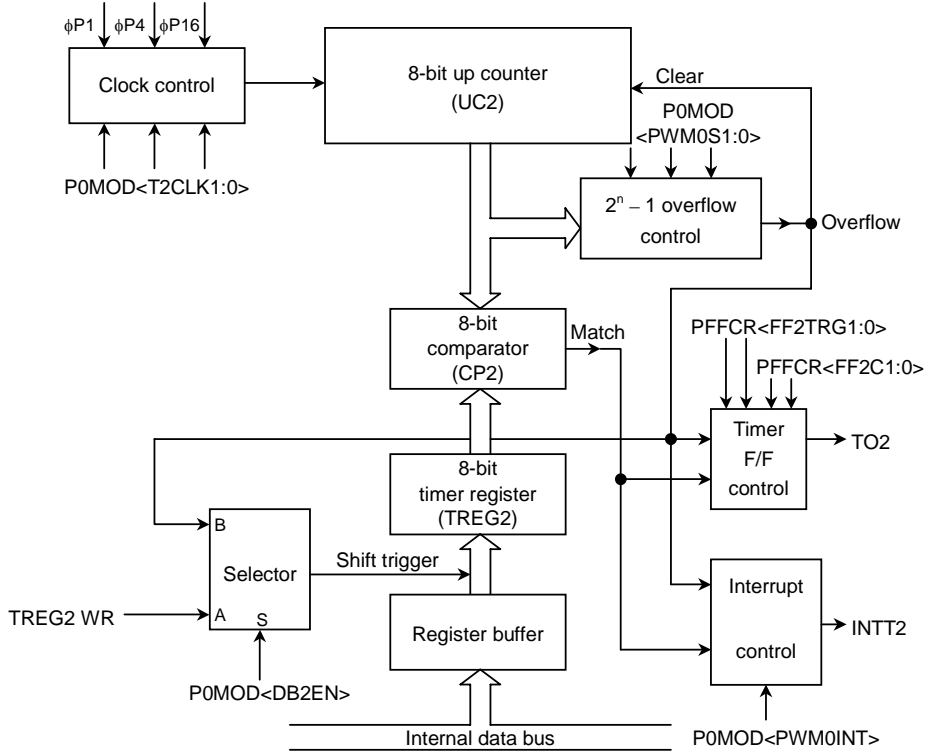 ϕP1 ϕP4 ϕP16
Clock control
P0MOD<T2CLK1:0>
8-bit up counter
(UC2)
Clear
P0MOD
<PWM0S1:0>
2ⁿ – 1 overflow
control
Overflow
8-bit
comparator
(CP2)
Match
PFFCR<FF2TRG1:0>
PFFCR<FF2C1:0>
Timer
F/F
control
TO2
8-bit
timer register
(TREG2)
B
Selector
A
S
Shift trigger
TREG2 WR
P0MOD<DB2EN>
Register buffer
Interrupt
control
INTT2
P0MOD<PWM0INT>
Internal data bus